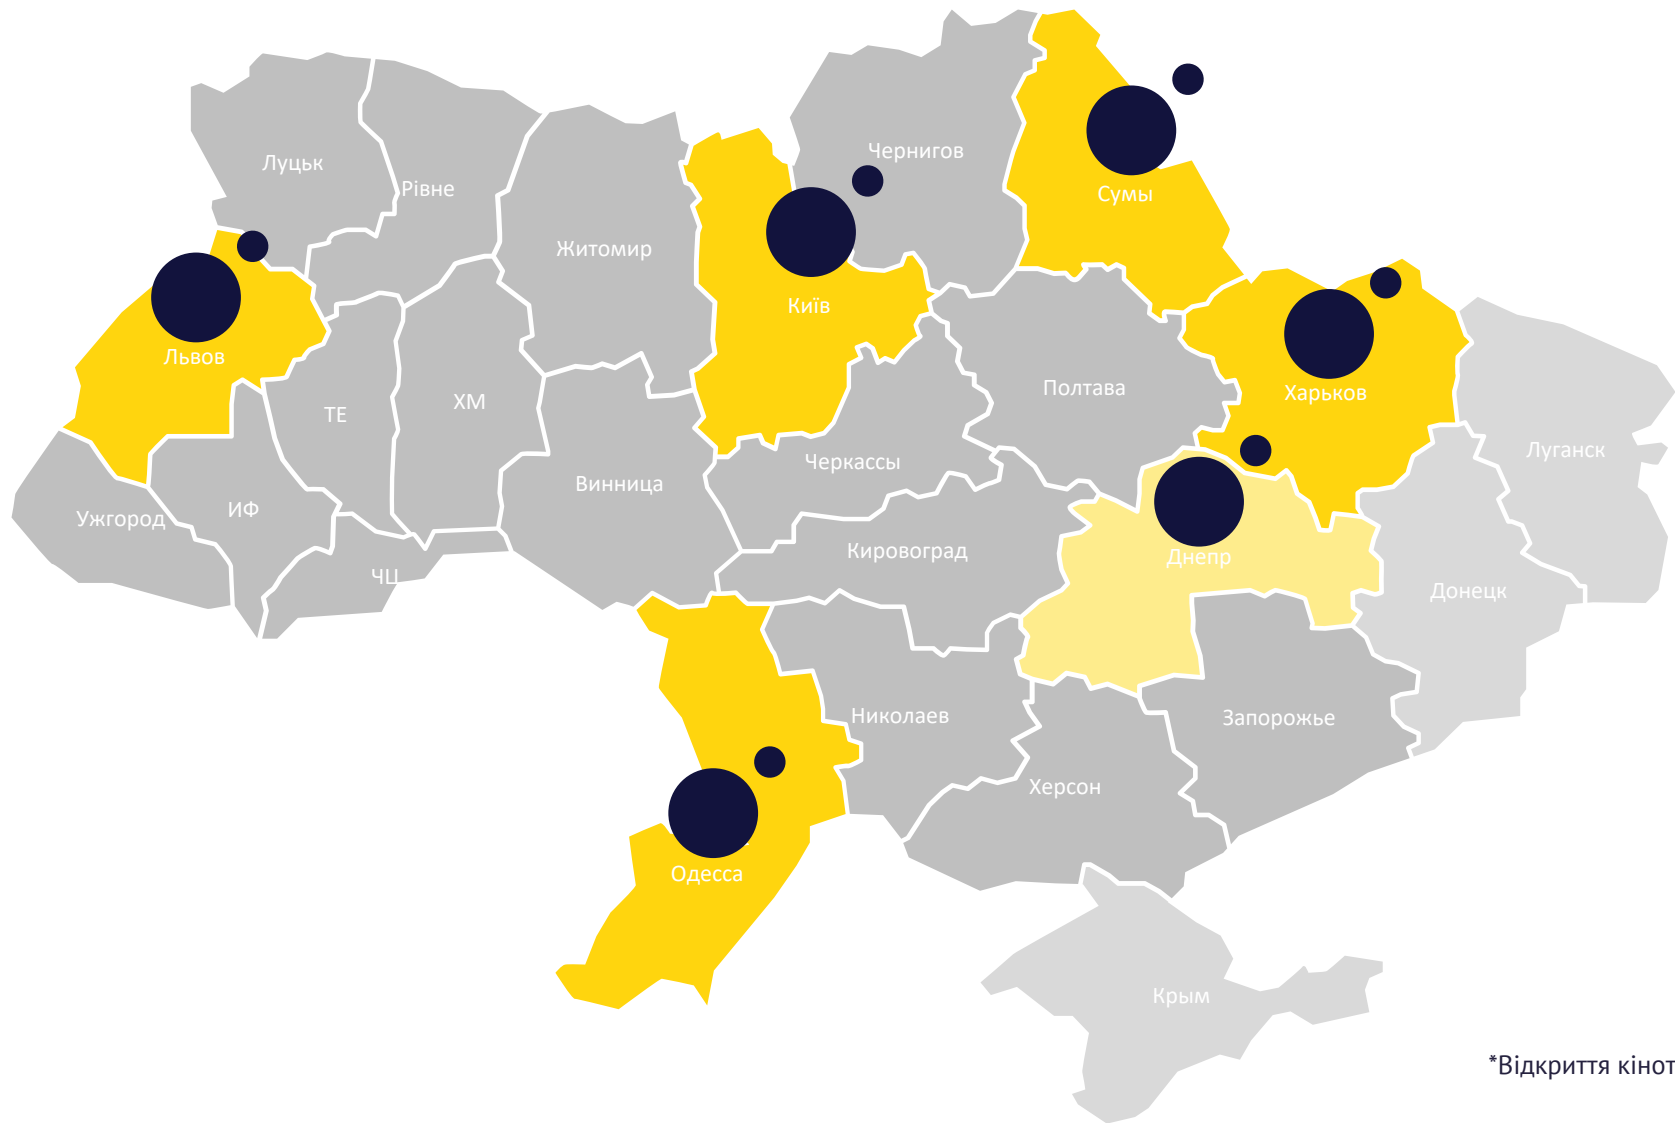 Чернигов
Луцьк
Рівне
Сумы
Житомир
Київ
Львов
Полтава
Харьков
ТЕ
ХМ
Черкассы
Луганск
Винница
ИФ
Ужгород
Кировоград
Днепр
ЧЦ
Донецк
Николаев
Запорожье
Херсон
Одесса
Крым
*Відкриття кінот